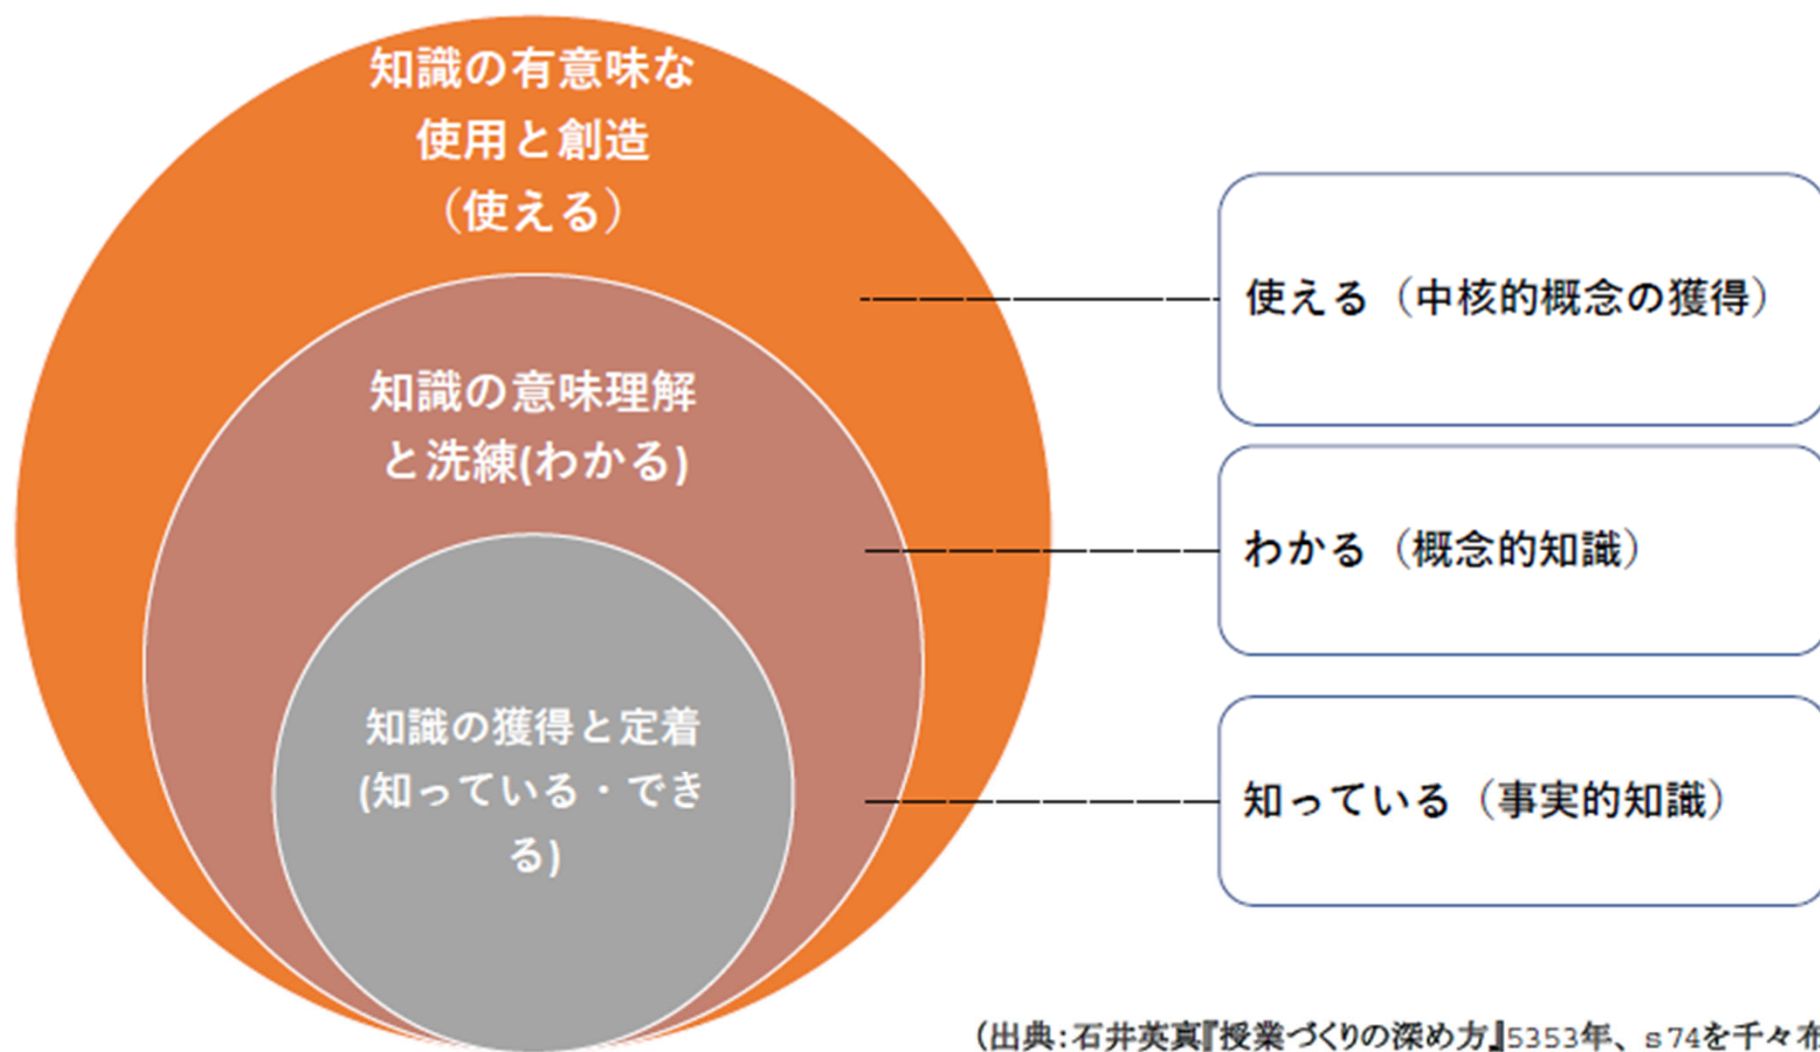 知識の有意味な
使用と創造
（使える）
知識の意味理解
と洗練(わかる)
知識の獲得と定着
(知っている・でき
る)
使える（中核的概念の獲得）
わかる（概念的知識）
知っている（事実的知識）
(出典:石井英真『授業づくりの深め方』5353年、s74を千々布